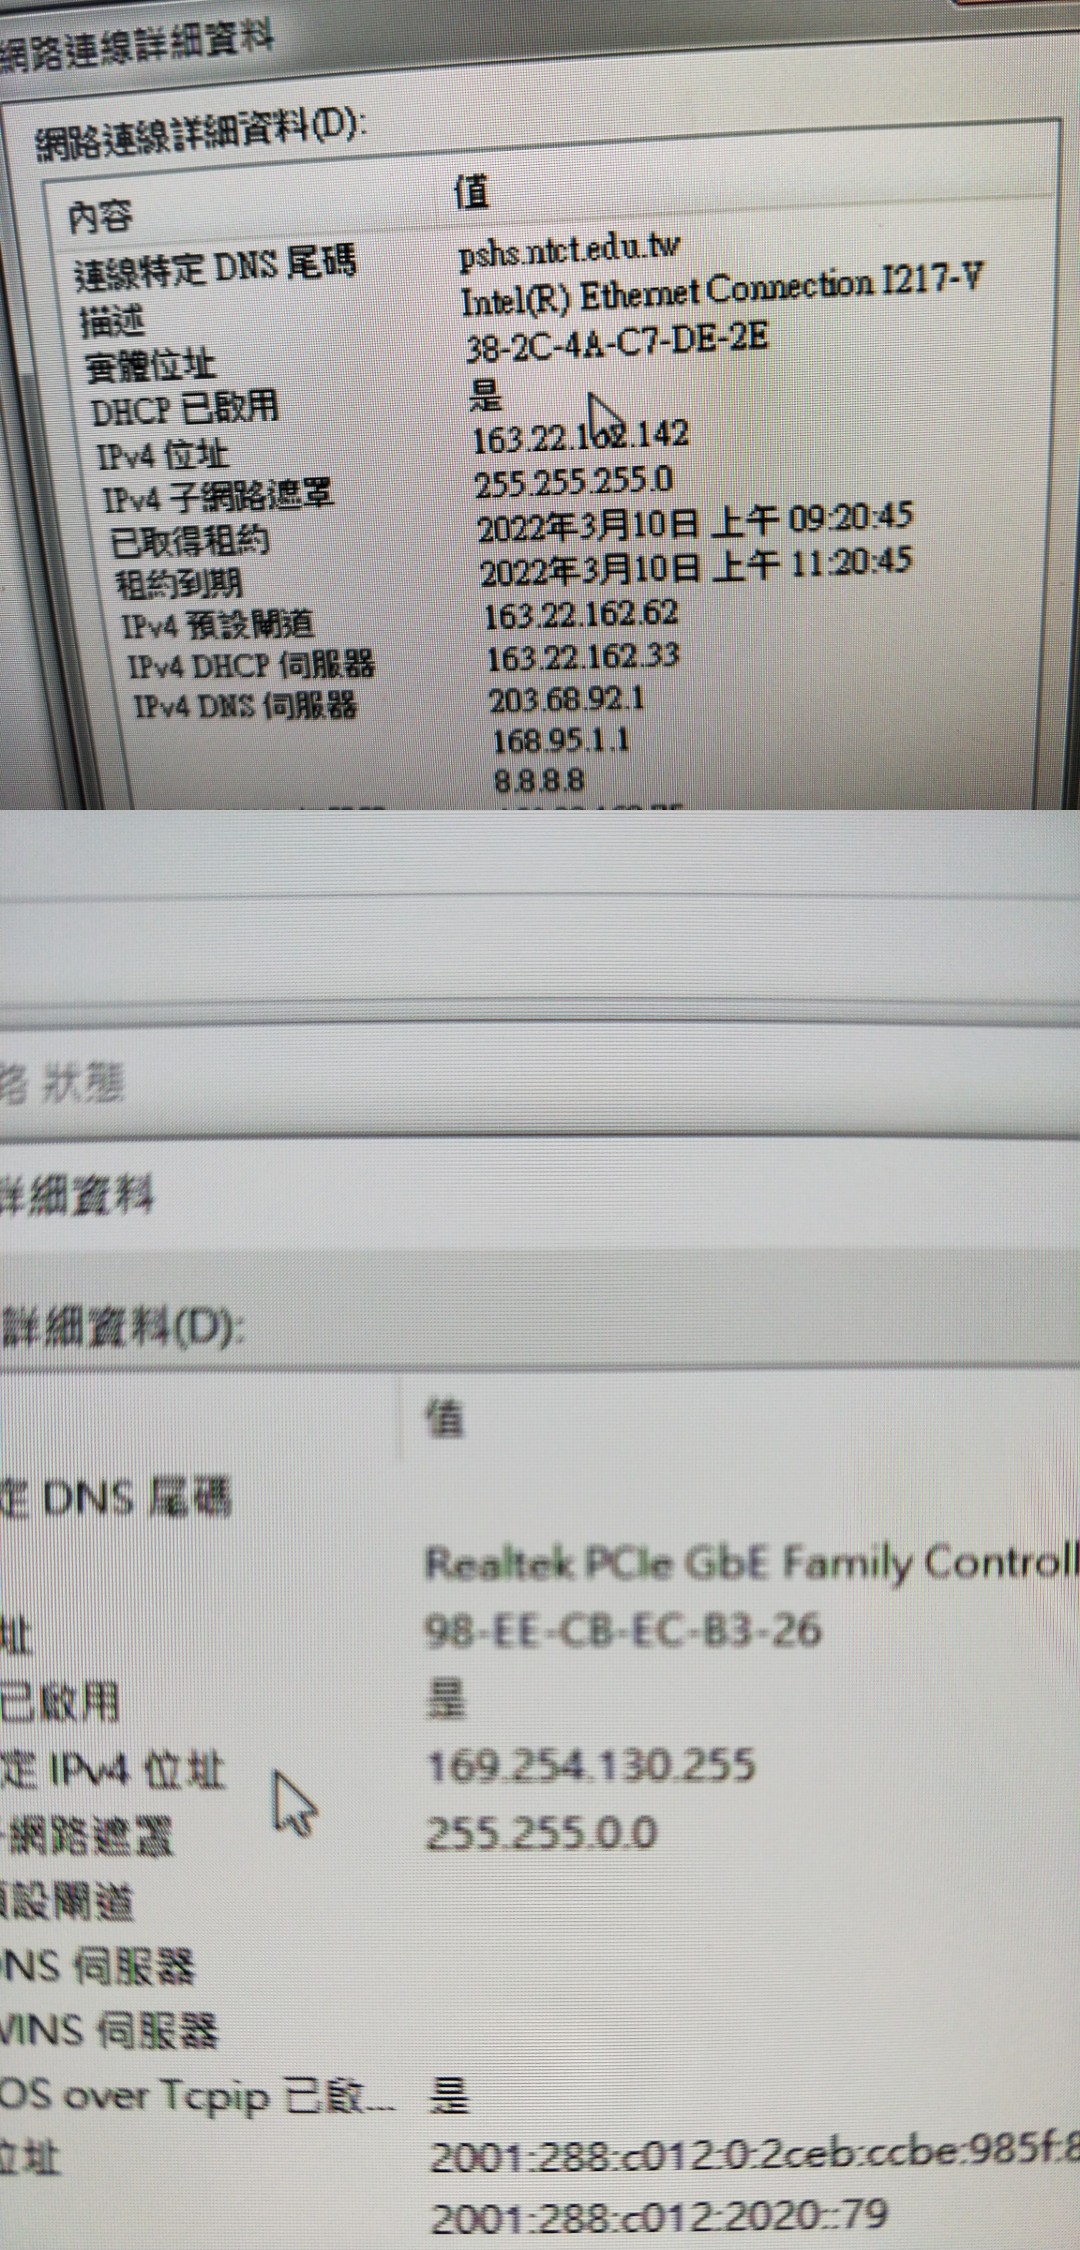 網路連線詳細資料
網路連線詳細資料(D):
內容 值
連線特定 DNS 尾碼 pshs.ntct.edu.tw
描述 Intel(R) Ethernet Connection I217-V
實體位址 38-2C-4A-C7-DE-2E
DHCP 已啟用 是
IPv4 位址 163.22.162.142
IPv4 子網路遮罩 255.255.255.0
已取得租約 2022年3月10日 上午 09:20:45
租約到期 2022年3月10日 上午 11:20:45
IPv4 預設閘道 163.22.162.62
IPv4 DHCP 伺服器 163.22.162.33
IPv4 DNS 伺服器 203.68.92.1
168.95.1.1
8.8.8.8
路 狀態
詳細資料
詳細資料(D):
值
定 DNS 尾碼
Realtek PCIe GbE Family Controll
址 98-EE-CB-EC-B3-26
已啟用 是
定 IPv4 位址 169.254.130.255
子網路遮罩 255.255.0.0
預設閘道
DNS 伺服器
WINS 伺服器
OS over Tcpip 已啟... 是
位址 2001:288:c012:0:2ceb:ccbe:985f:8
2001:288:c012:2020::79